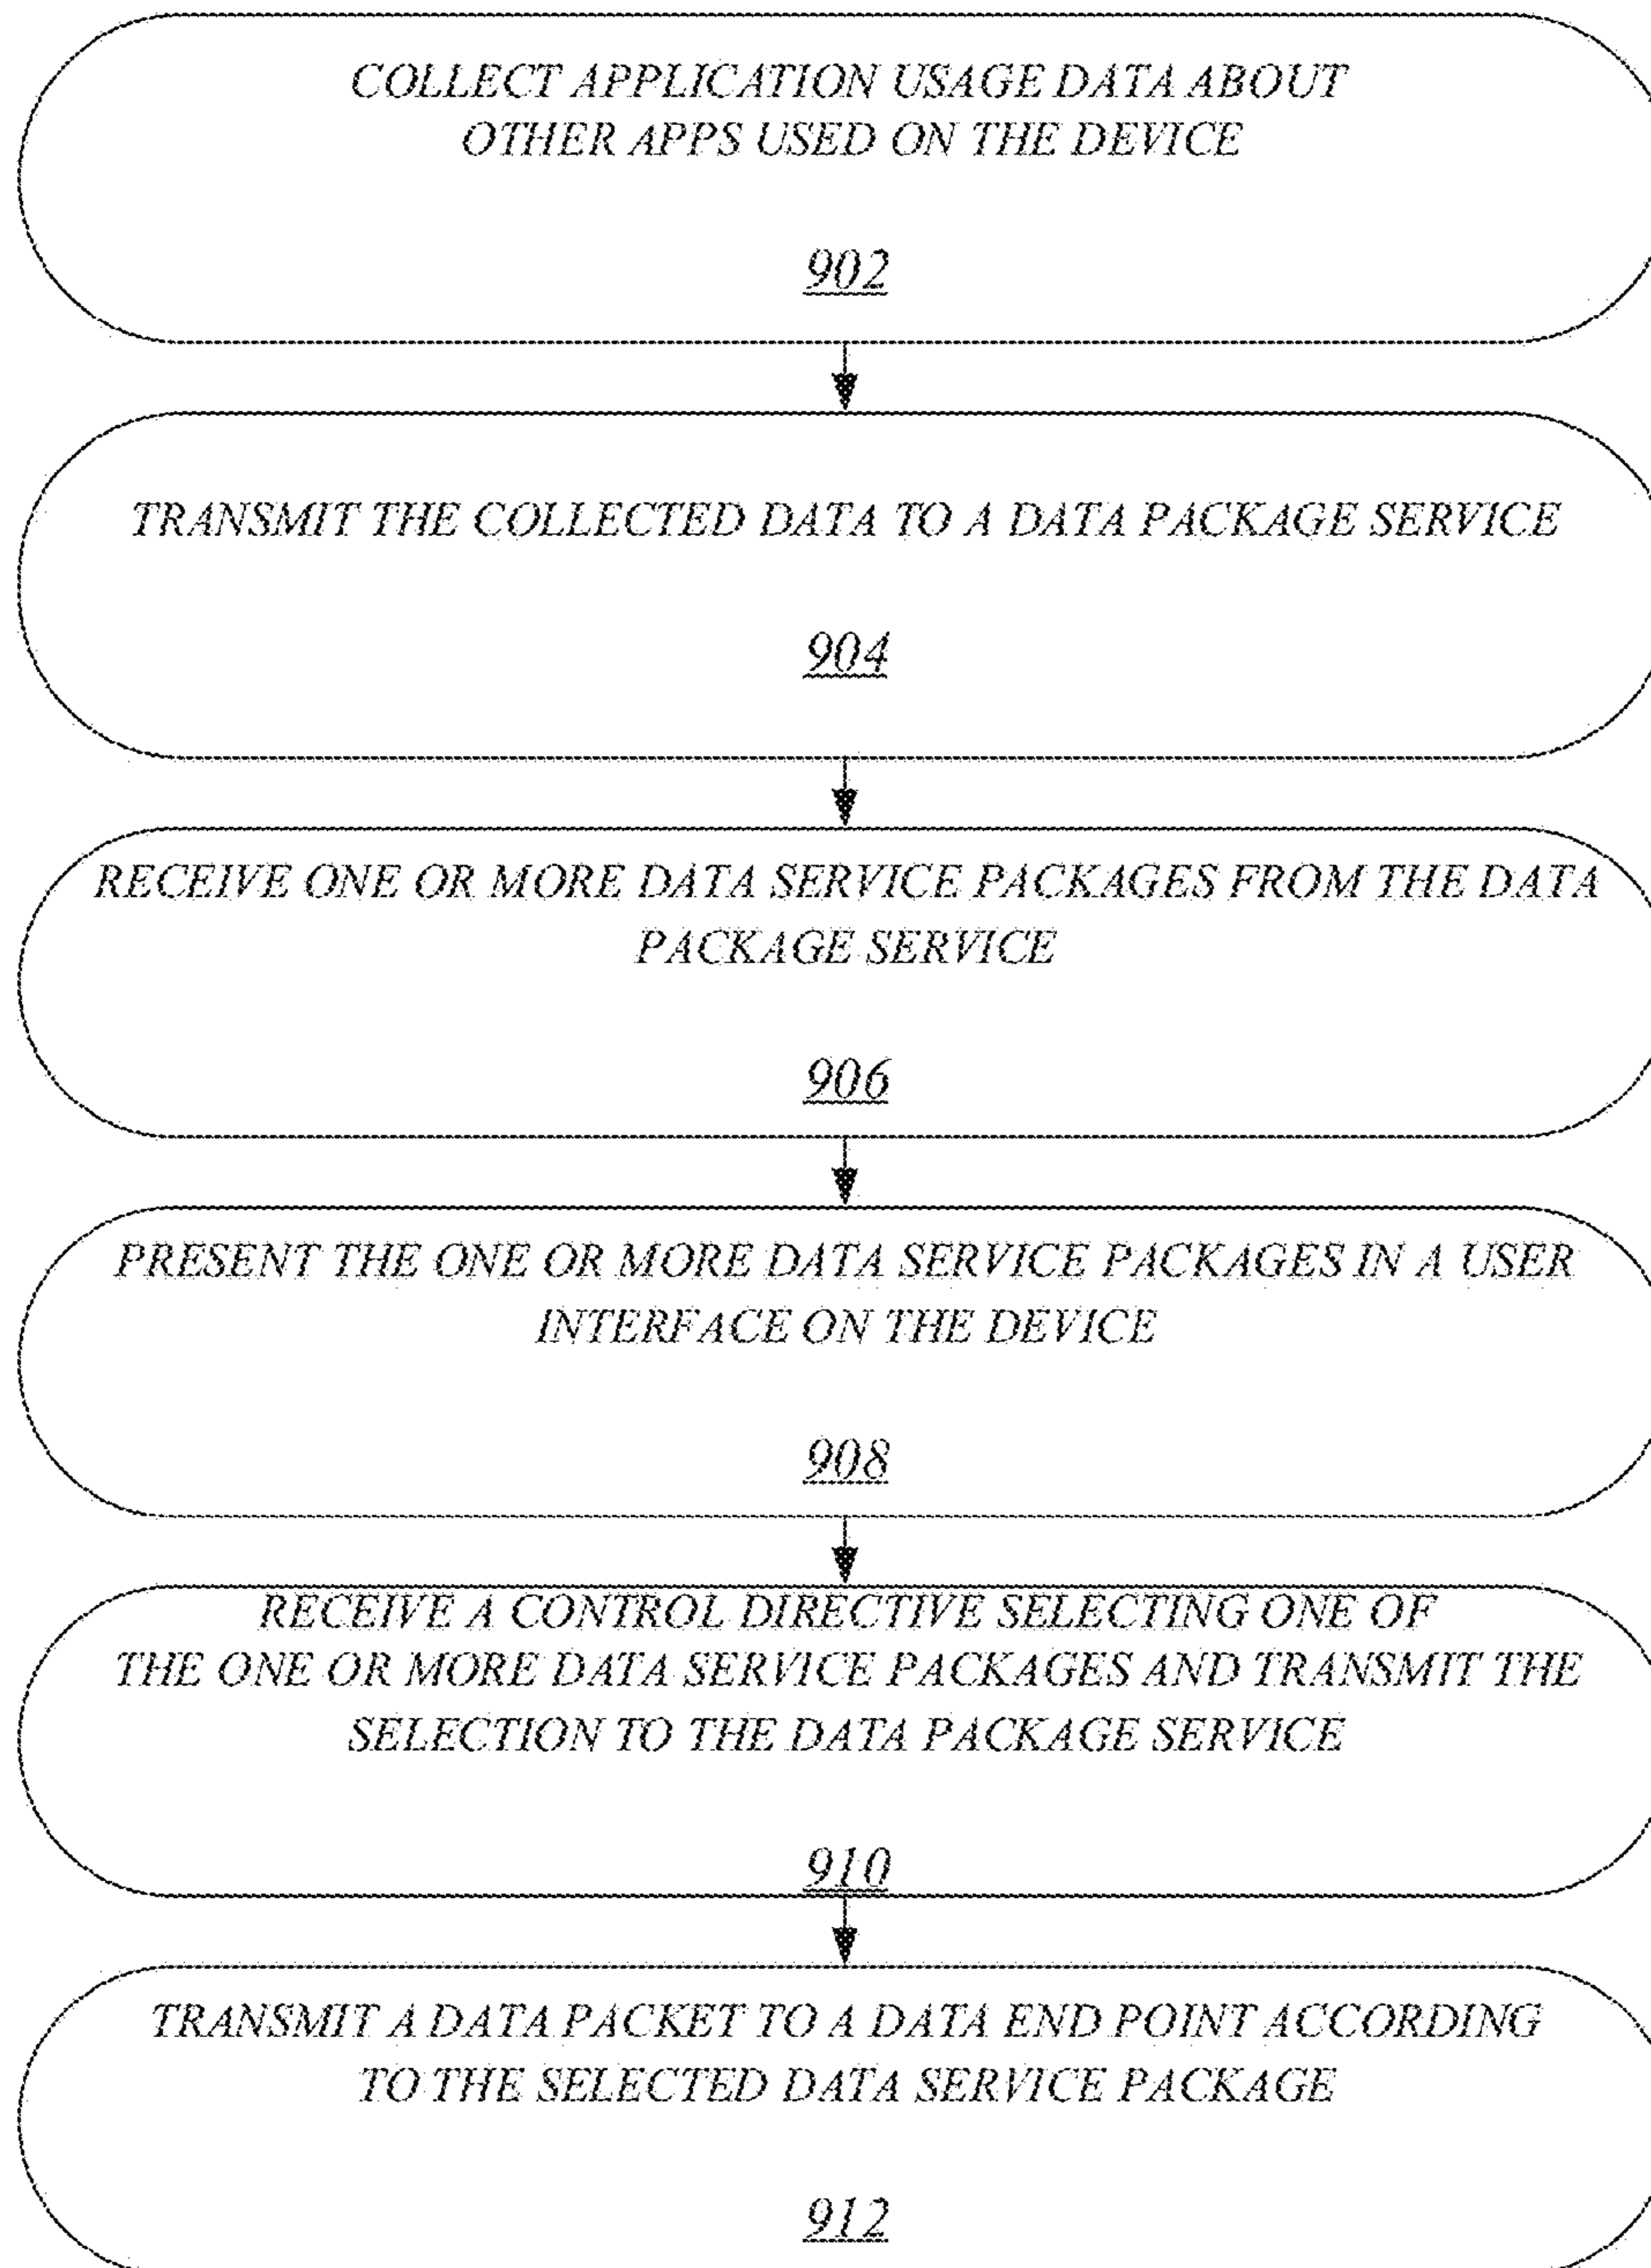 COLLECT APPLICATION USAGE DATA ABOUT
OTHER APPS USED ON THE DEVICE
902
TRANSMIT THE COLLECTED DATA TO A DATA PACKAGE SERVICE
904
RECEIVE ONE OR MORE DATA SERVICE PACKAGES FROM THE DATA
PACKAGE SERVICE
906
PRESENT THE ONE OR MORE DATA SERVICE PACKAGES IN A USER
INTERFACE ON THE DEVICE
908
RECEIVE A CONTROL DIRECTIVE SELECTING ONE OF
THE ONE OR MORE DATA SERVICE PACKAGES AND TRANSMIT THE
SELECTION TO THE DATA PACKAGE SERVICE
910
TRANSMIT A DATA PACKET TO A DATA END POINT ACCORDING
TO THE SELECTED DATA SERVICE PACKAGE
912